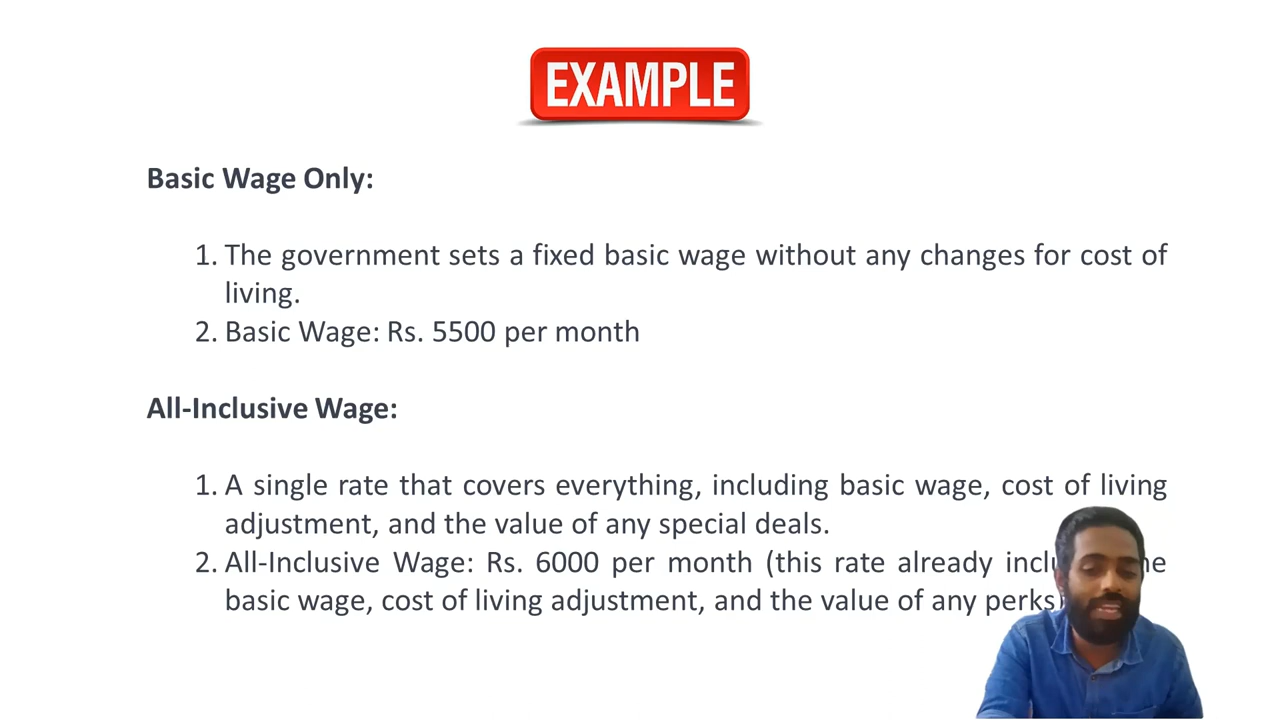 EXAMPLE
Basic Wage Only:
1. The government sets a fixed basic wage without any changes for cost of
living.
2. Basic Wage: Rs. 5500 per month
All-Inclusive Wage:
1. A single rate that covers everything, including basic wage, cost of living
adjustment, and the value of any special deals.
2. All-Inclusive Wage: Rs. 6000 per month (this rate already
basic wage, cost of living adjustment, and the value of any perks)